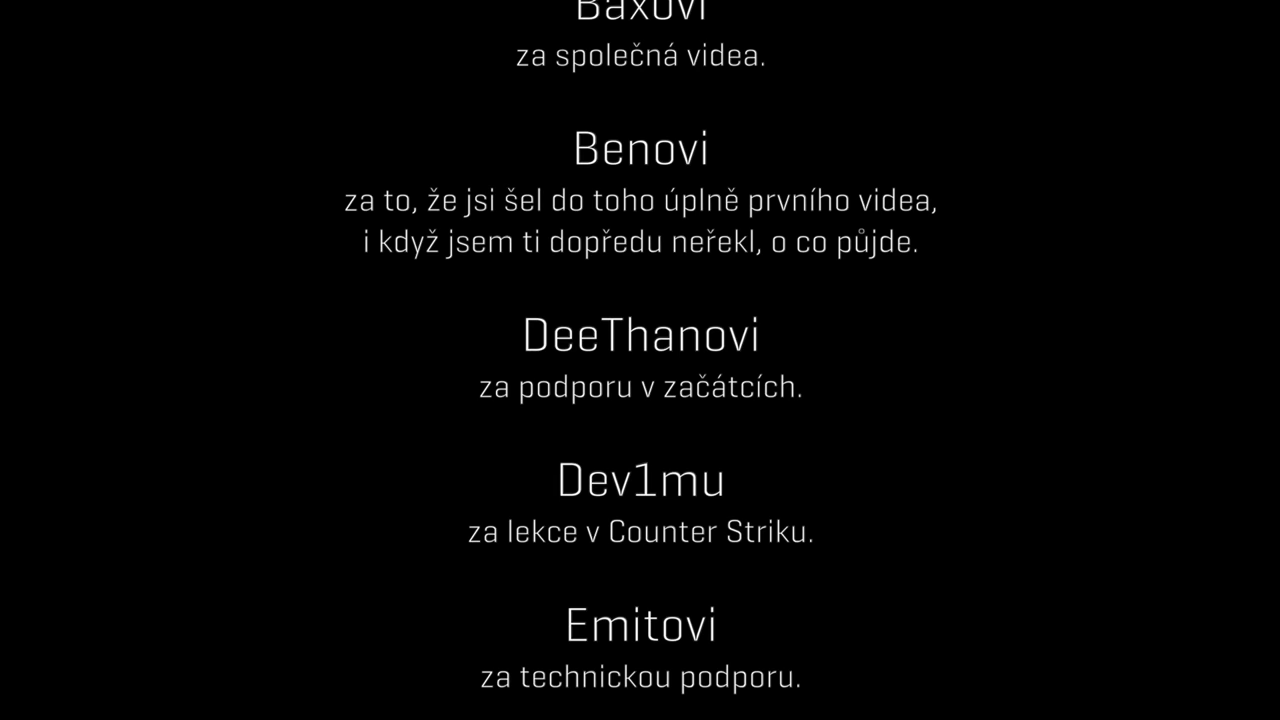 Baxovi
za společná videa.
Benovi
za to, že jsi šel do toho úplně prvního videa,
i když jsem ti dopředu neřekl, o co půjde.
DeeThanovi
za podporu v začátcích.
Dev1mu
za lekce v Counter Striku.
Emitovi
za technickou podporu.